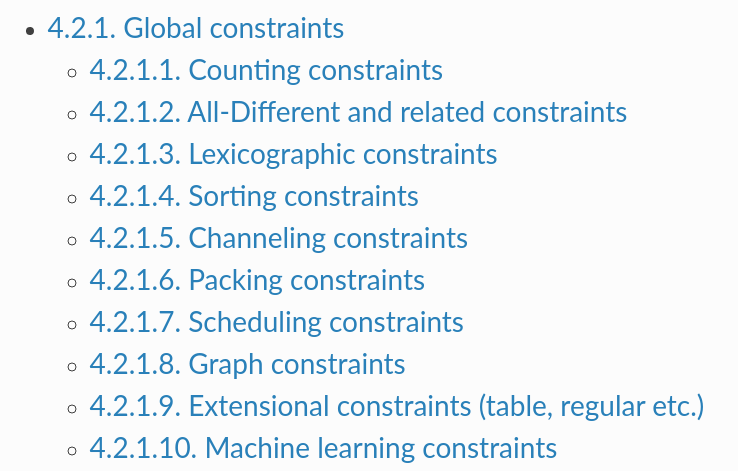 4.2.1. Global constraints
4.2.1.1. Counting constraints
4.2.1.2. All-Different and related constraints
4.2.1.3. Lexicographic constraints
4.2.1.4. Sorting constraints
4.2.1.5. Channeling constraints
4.2.1.6. Packing constraints
4.2.1.7. Scheduling constraints
4.2.1.8. Graph constraints
4.2.1.9. Extensional constraints (table, regular etc.)
4.2.1.10. Machine learning constraints